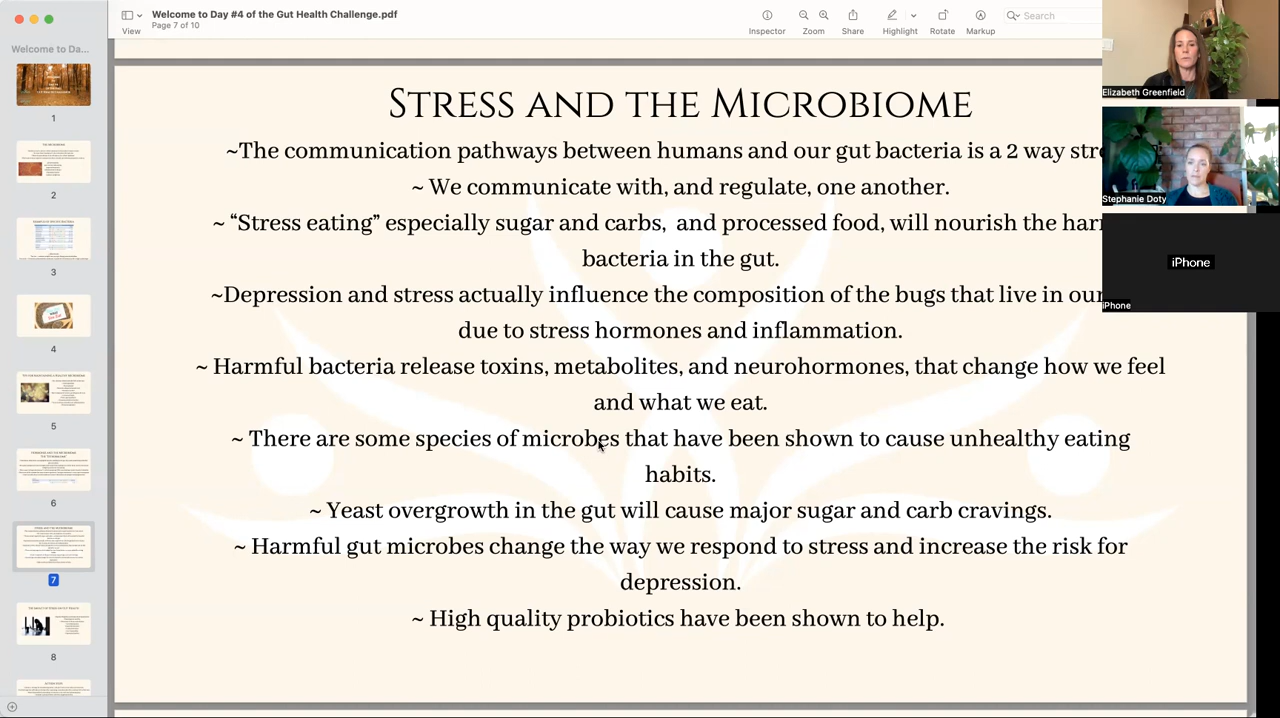 Welcome to Day #4 of the Gut Health Challenge.pdf
Page 7 of 10
View
Inspector
Zoom
Share
Highlight
Rotate
Markup
Search
Welcome to Da...
1
2
3
4
5
6
7
8
STRESS AND THE MICROBIOME
~The communication pathways between humans and our gut bacteria is a 2 way
~ We communicate with, and regulate, one another.
~ “Stress eating” especially sugar and carbs, and processed food, will nourish the
bacteria in the gut.
~Depression and stress actually influence the composition of the bugs that live in our
due to stress hormones and inflammation.
~ Harmful bacteria release toxins, metabolites, and neurohormones, that change how we feel
and what we eat.
~ There are some species of microbes that have been shown to cause unhealthy eating
habits.
~ Yeast overgrowth in the gut will cause major sugar and carb cravings.
~ Harmful gut microbes change the way we respond to stress and increase the risk for
depression.
~ High quality probiotics have been shown to help.
Elizabeth Greenfield
Stephanie Doty
iPhone
iPhone